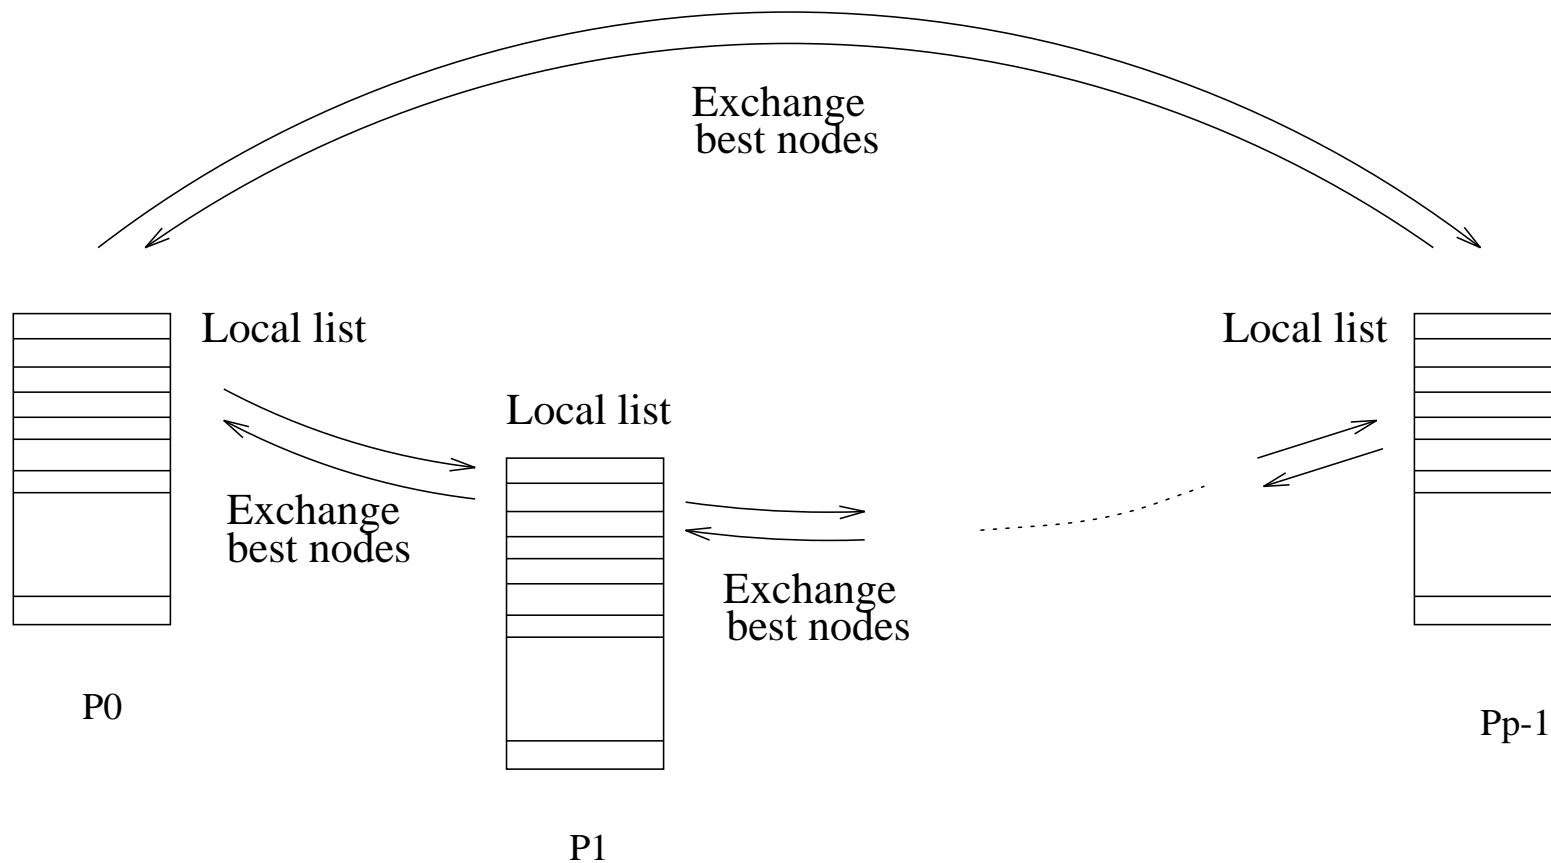 Exchange
best nodes
Local list
Local list
Local list
Exchange
best nodes
Exchange
best nodes
P0
Pp-1
P1